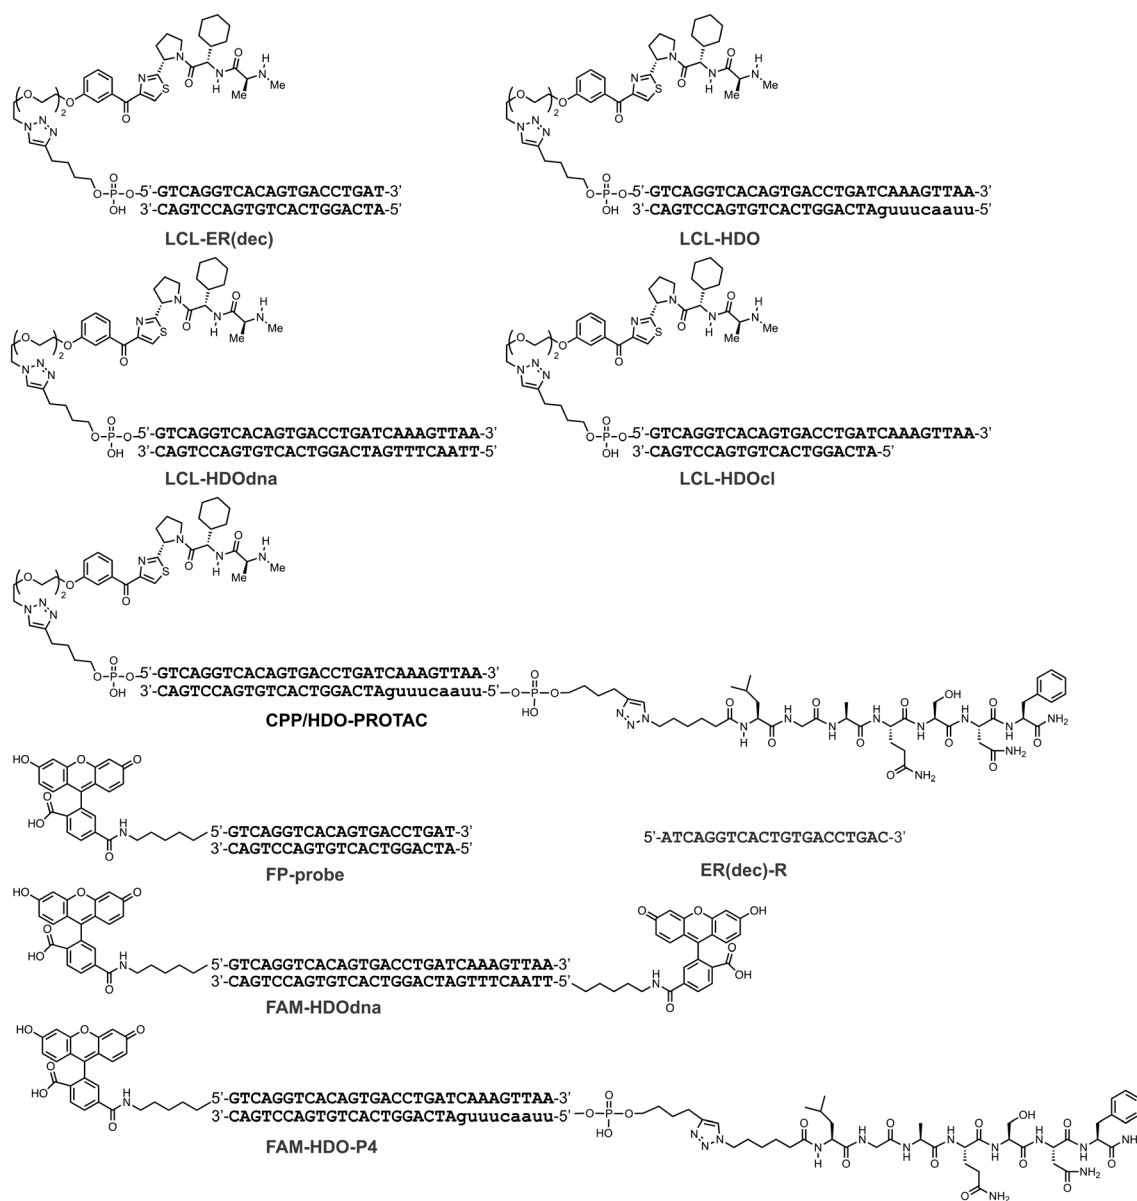 5'-GTCAGGTCACAGTGACCTGAT-3'
3'-CAGTCCAGTGTCACTGGACTA-5'
LCL-ER(dec)
5'-GTCAGGTCACAGTGACCTGATCAAAGTTAA-3'
3'-CAGTCCAGTGTCACTGGACTAguuucaauu-5'
LCL-HDO
5'-GTCAGGTCACAGTGACCTGATCAAAGTTAA-3'
3'-CAGTCCAGTGTCACTGGACTAGTTTCAATT-5'
LCL-HDOdna
5'-GTCAGGTCACAGTGACCTGATCAAAGTTAA-3'
3'-CAGTCCAGTGTCACTGGACTA-5'
LCL-HDOcl
5'-GTCAGGTCACAGTGACCTGATCAAAGTTAA-3'
3'-CAGTCCAGTGTCACTGGACTAguuucaauu-5'
CPP/HDO-PROTAC
5'-GTCAGGTCACAGTGACCTGAT-3'
3'-CAGTCCAGTGTCACTGGACTA-5'
FP-probe
5'-ATCAGGTCACTGTGACCTGAC-3'
ER(dec)-R
5'-GTCAGGTCACAGTGACCTGATCAAAGTTAA-3'
3'-CAGTCCAGTGTCACTGGACTAGTTTCAATT-5'
FAM-HDOdna
5'-GTCAGGTCACAGTGACCTGATCAAAGTTAA-3'
3'-CAGTCCAGTGTCACTGGACTAguuucaauu-5'
FAM-HDO-P4